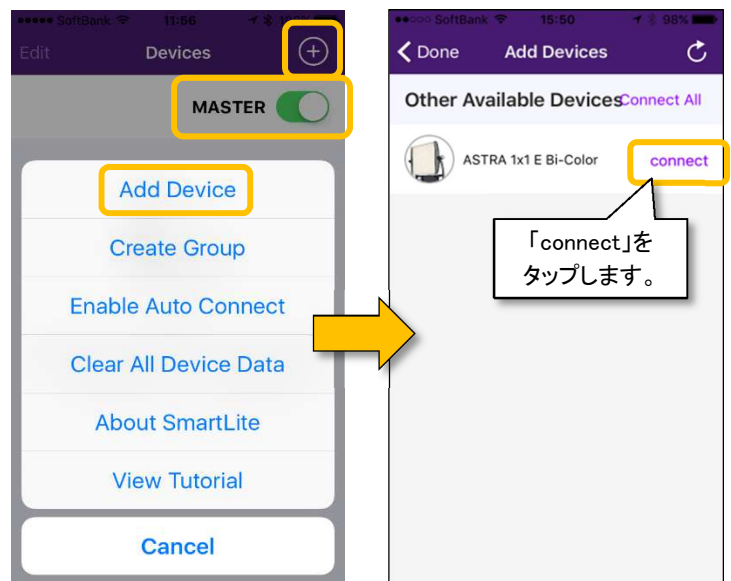 SoftBank 11:56
Edit Devices
MASTER
Add Device
Create Group
Enable Auto Connect
Clear All Device Data
About SmartLite
View Tutorial
Cancel
SoftBank 15:50 98%
Done Add Devices
Other Available Devices Connect All
ASTRA 1x1 E Bi-Color connect
「connect」を
タップします。